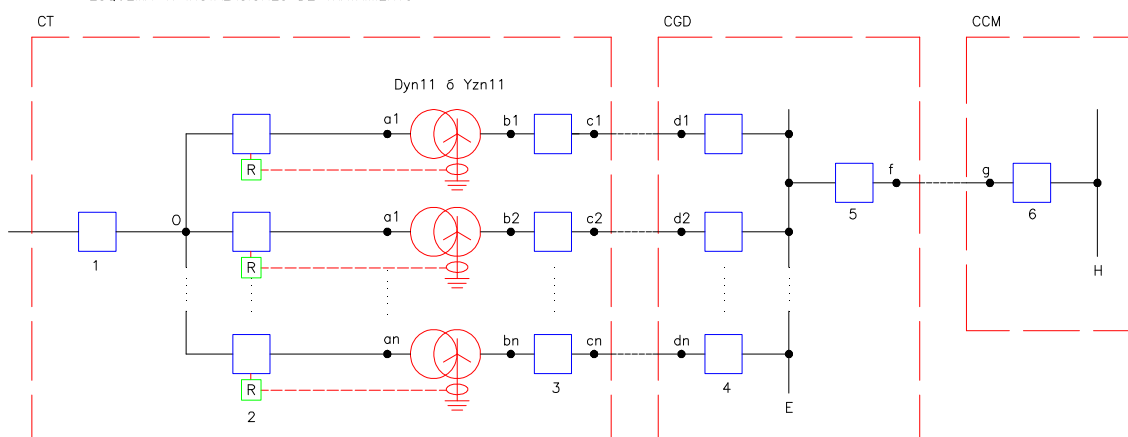 CT
CGD
CCM
Dyn11 ó Yzn11
a1
b1
c1
d1
R
f
g
5
6
O
a1
b2
c2
d2
1
R
H
an
bn
cn
dn
R
2
3
4
E